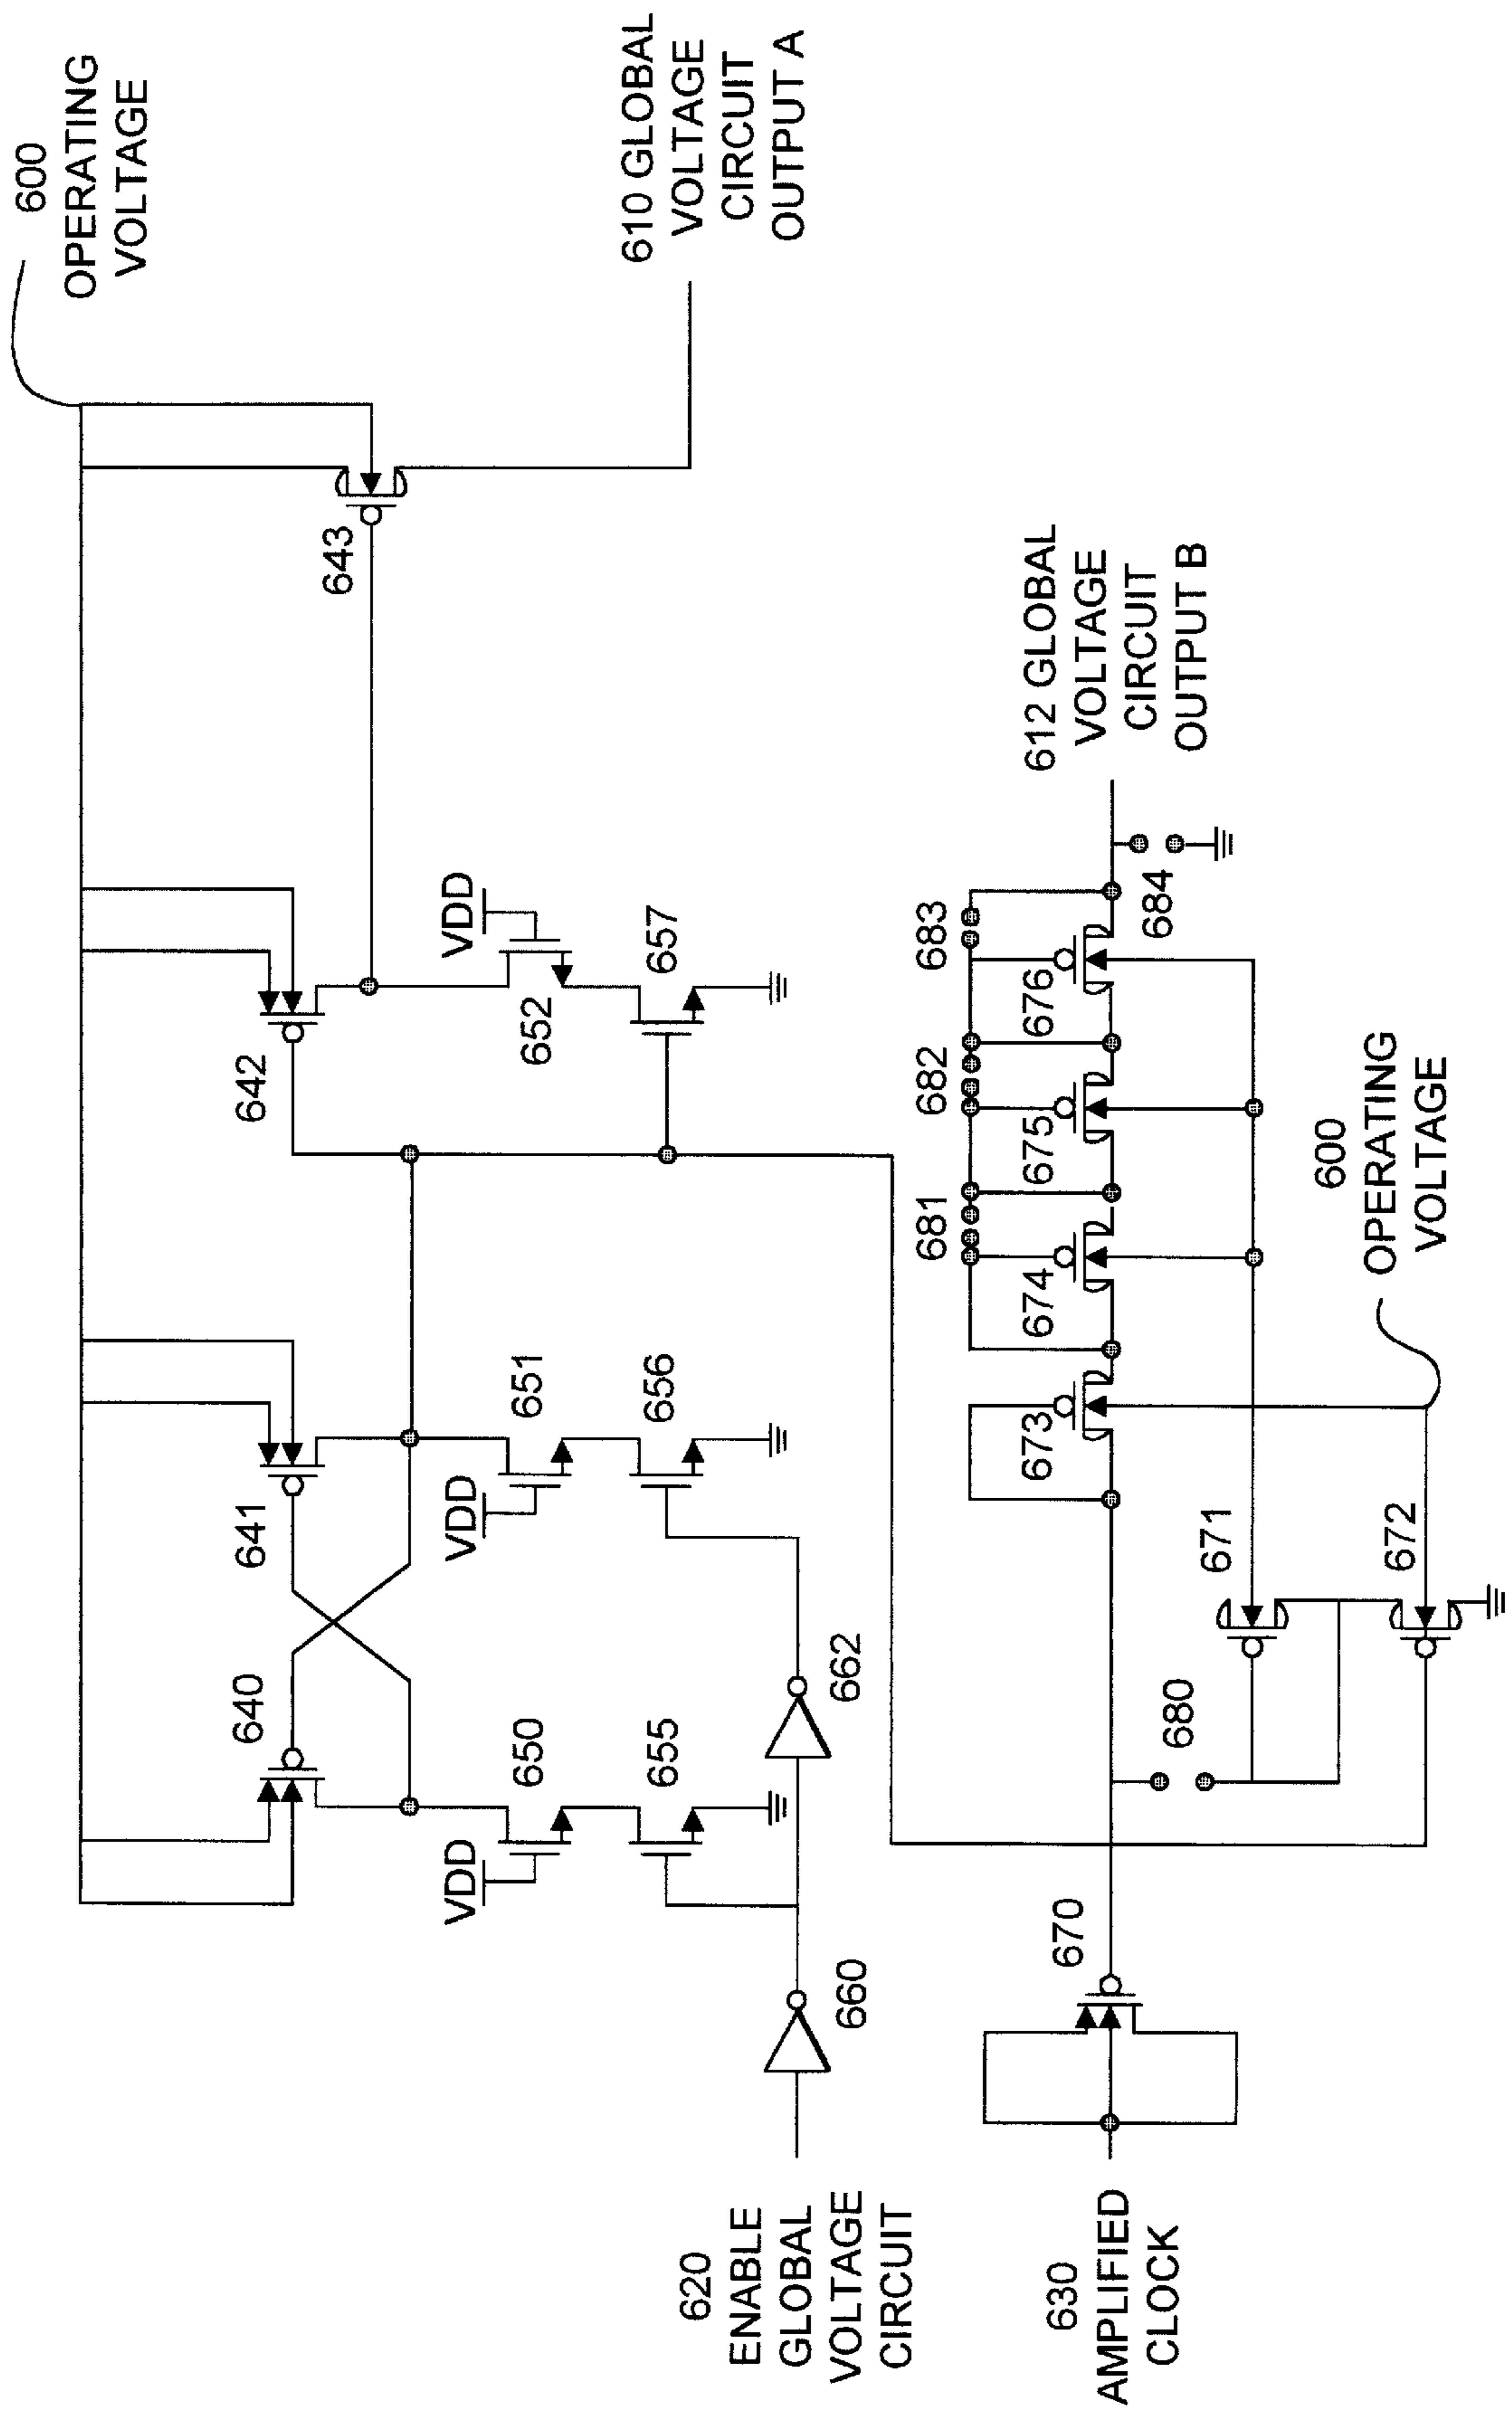 600
OPERATING
VOLTAGE
610 GLOBAL
VOLTAGE
CIRCUIT
OUTPUT A
643
642
641
640
VDD
652
657
VDD
651
656
VDD
650
655
662
660
620
ENABLE
GLOBAL
VOLTAGE
CIRCUIT
612 GLOBAL
VOLTAGE
CIRCUIT
OUTPUT B
683
682
681
684
676
675
674
673
671
672
680
670
600
OPERATING
VOLTAGE
630
AMPLIFIED
CLOCK